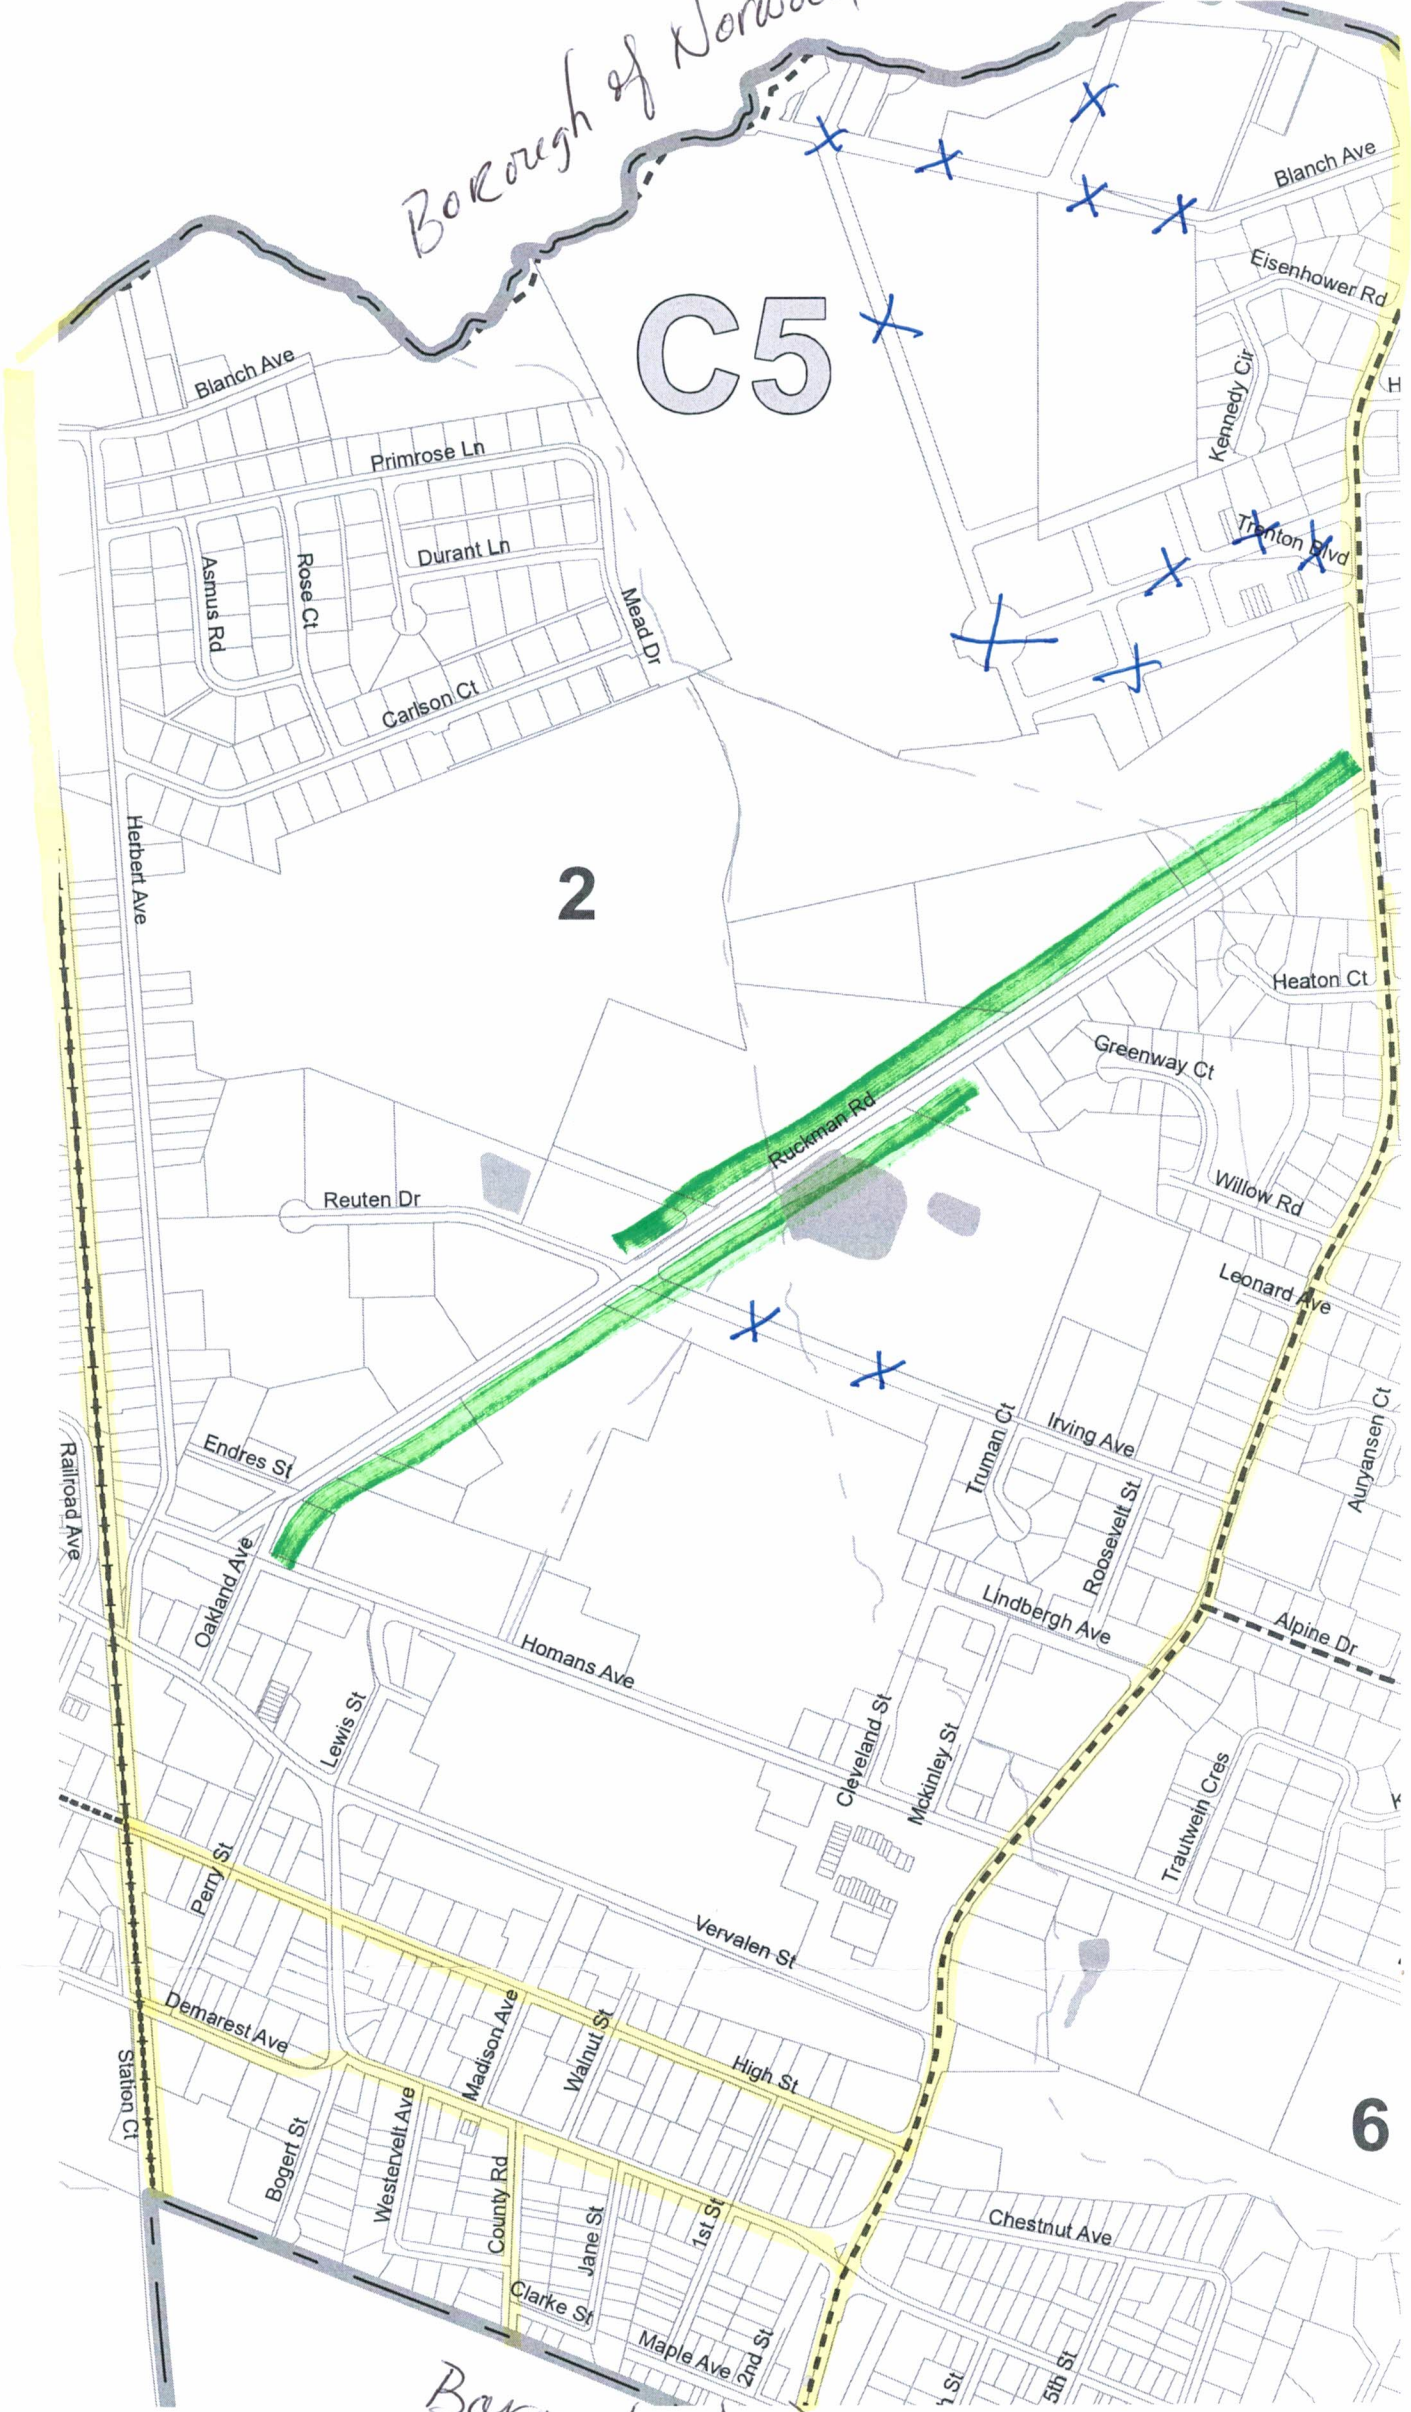 Borough of Norwood
Blanch Ave
Eisenhower Rd
C5
Kennedy Cir
H
Blanch Ave
Primrose Ln
Trenton Blvd
Durant Ln
Asmus Rd
Rose Ct
Mead Dr
Carlson Ct
Herbert Ave
2
Heaton Ct
Greenway Ct
Ruckman Rd
Reuten Dr
Willow Rd
Leonard Ave
Irving Ave
Truman Ct
Auryansen Ct
Endres St
Railroad Ave
Roosevelt St
Oakland Ave
Lindbergh Ave
Alpine Dr
Homans Ave
Lewis St
Cleveland St
Mckinley St
Trautwein Cres
K
Perry St
Vervalen St
Demarest Ave
Madison Ave
Walnut St
High St
Station Ct
6
Bogert St
Westervelt Ave
County Rd
Jane St
1st St
Chestnut Ave
Clarke St
Maple Ave
2nd St
h St
5th St